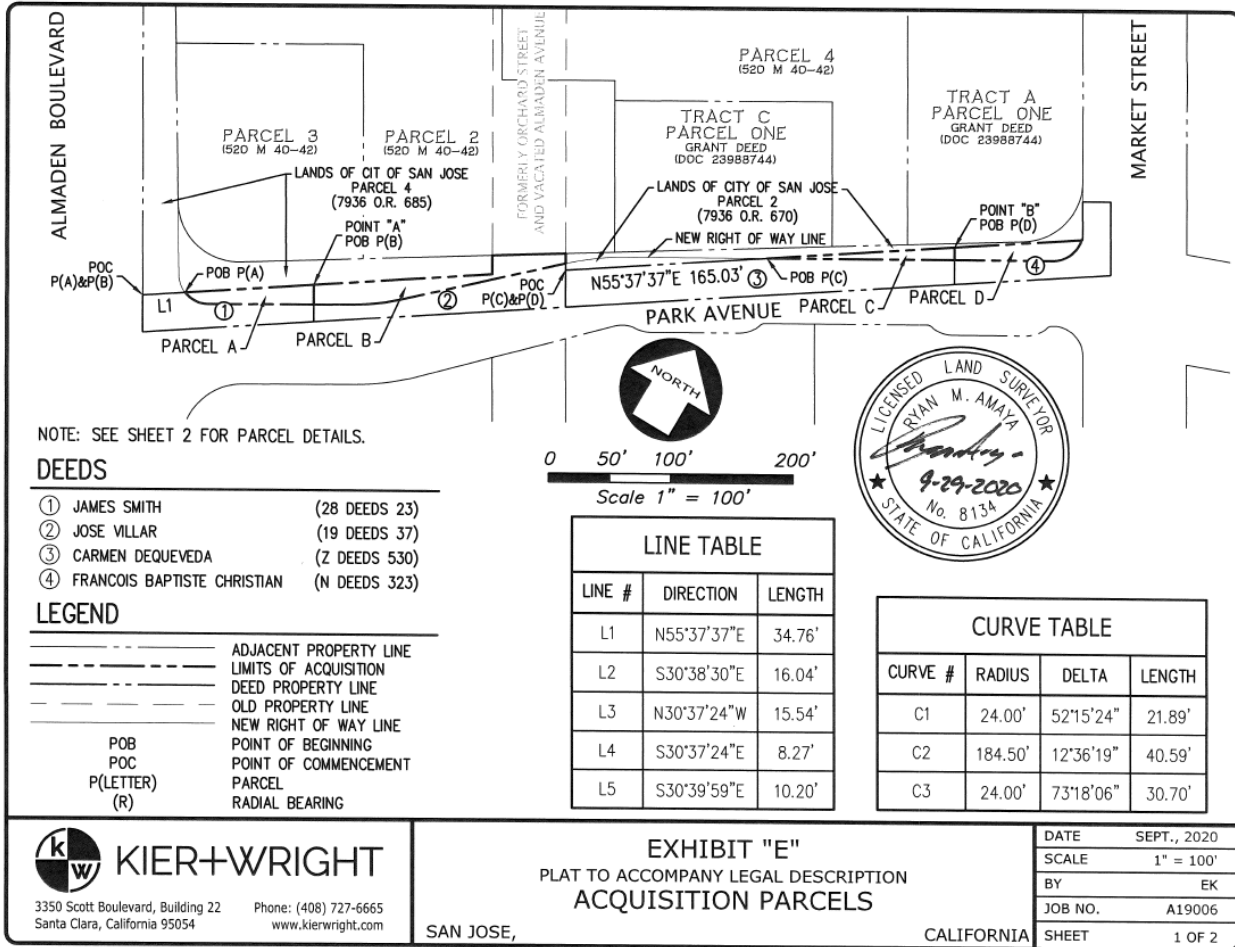 ALMADEN BOULEVARD
PARCEL 3
(520 M 40-42)
PARCEL 2
(520 M 40-42)
FORMERLY ORCHARD STREET
AND VACATED ALMADEN AVENUE
PARCEL 4
(520 M 40-42)
TRACT C
PARCEL ONE
GRANT DEED
(DOC 23988744)
TRACT A
PARCEL ONE
GRANT DEED
(DOC 23988744)
MARKET STREET
LANDS OF CIT OF SAN JOSE
PARCEL 4
(7936 O.R. 685)
LANDS OF CITY OF SAN JOSE
PARCEL 2
(7936 O.R. 670)
POINT "A"
POB P(B)
POINT "B"
POB P(D)
NEW RIGHT OF WAY LINE
POC
P(A)&P(B)
POB P(A)
L1
1
PARCEL A
PARCEL B
2
POC
P(C)&P(D)
N55°37'37"E 165.03'
3
POB P(C)
4
PARK AVENUE
PARCEL C
PARCEL D
NORTH
LICENSED LAND SURVEYOR
RYAN M. AMAYA
9-29-2020
No. 8134
STATE OF CALIFORNIA
NOTE: SEE SHEET 2 FOR PARCEL DETAILS.
0 50' 100' 200'
Scale 1" = 100'
DEEDS
1 JAMES SMITH (28 DEEDS 23)
2 JOSE VILLAR (19 DEEDS 37)
3 CARMEN DEQUEVEDA (Z DEEDS 530)
4 FRANCOIS BAPTISTE CHRISTIAN (N DEEDS 323)
LEGEND
ADJACENT PROPERTY LINE
LIMITS OF ACQUISITION
DEED PROPERTY LINE
OLD PROPERTY LINE
NEW RIGHT OF WAY LINE
POB POINT OF BEGINNING
POC POINT OF COMMENCEMENT
P(LETTER) PARCEL
(R) RADIAL BEARING
LINE TABLE
LINE # DIRECTION LENGTH
L1 N55°37'37"E 34.76'
L2 S30°38'30"E 16.04'
L3 N30°37'24"W 15.54'
L4 S30°37'24"E 8.27'
L5 S30°39'59"E 10.20'
CURVE TABLE
CURVE # RADIUS DELTA LENGTH
C1 24.00' 52°15'24" 21.89'
C2 184.50' 12°36'19" 40.59'
C3 24.00' 73°18'06" 30.70'
k w KIER+WRIGHT
3350 Scott Boulevard, Building 22 Phone: (408) 727-6665
Santa Clara, California 95054 www.kierwright.com
EXHIBIT "E"
PLAT TO ACCOMPANY LEGAL DESCRIPTION
ACQUISITION PARCELS
SAN JOSE, CALIFORNIA
DATE SEPT., 2020
SCALE 1" = 100'
BY EK
JOB NO. A19006
SHEET 1 OF 2